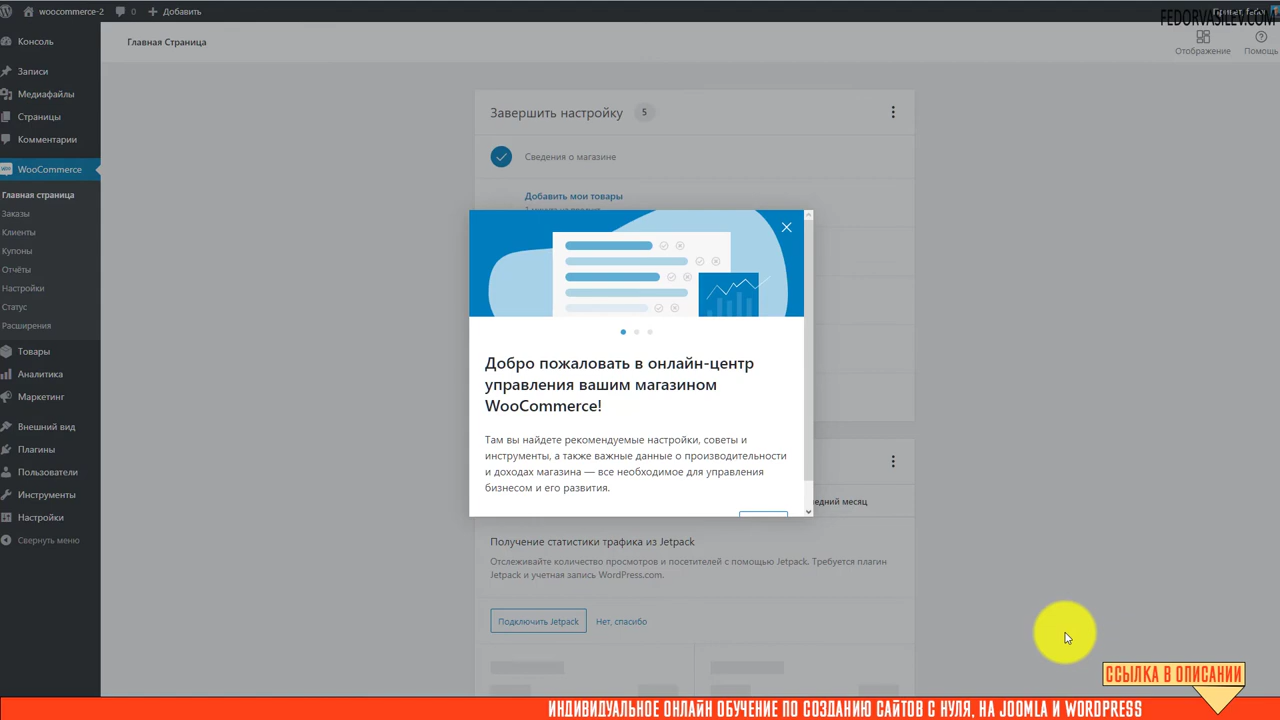 woocommerce-2
0
Добавить
FEDORVASILEV.COM
Консоль
Записи
Медиафайлы
Страницы
Комментарии
WooCommerce
Главная страница
Заказы
Клиенты
Купоны
Отчёты
Настройки
Статус
Расширения
Товары
Аналитика
Маркетинг
Внешний вид
Плагины
Пользователи
Инструменты
Настройки
Свернуть меню
Главная Страница
Отображение
Помощь
Завершить настройку 5
Сведения о магазине
Добавить мои товары
Добро пожаловать в онлайн-центр
управления вашим магазином
WooCommerce!
Там вы найдете рекомендуемые настройки, советы и
инструменты, а также важные данные о производительности
и доходах магазина — все необходимое для управления
бизнесом и его развития.
едний месяц
Получение статистики трафика из Jetpack
Отслеживайте количество просмотров и посетителей с помощью Jetpack. Требуется плагин
Jetpack и учетная запись WordPress.com.
Подключить Jetpack
Нет, спасибо
ССЫЛКА В ОПИСАНИИ
ИНДИВИДУАЛЬНОЕ ОНЛАЙН ОБУЧЕНИЕ ПО СОЗДАНИЮ САЙТОВ С НУЛЯ, НА JOOMLA И WORDPRESS